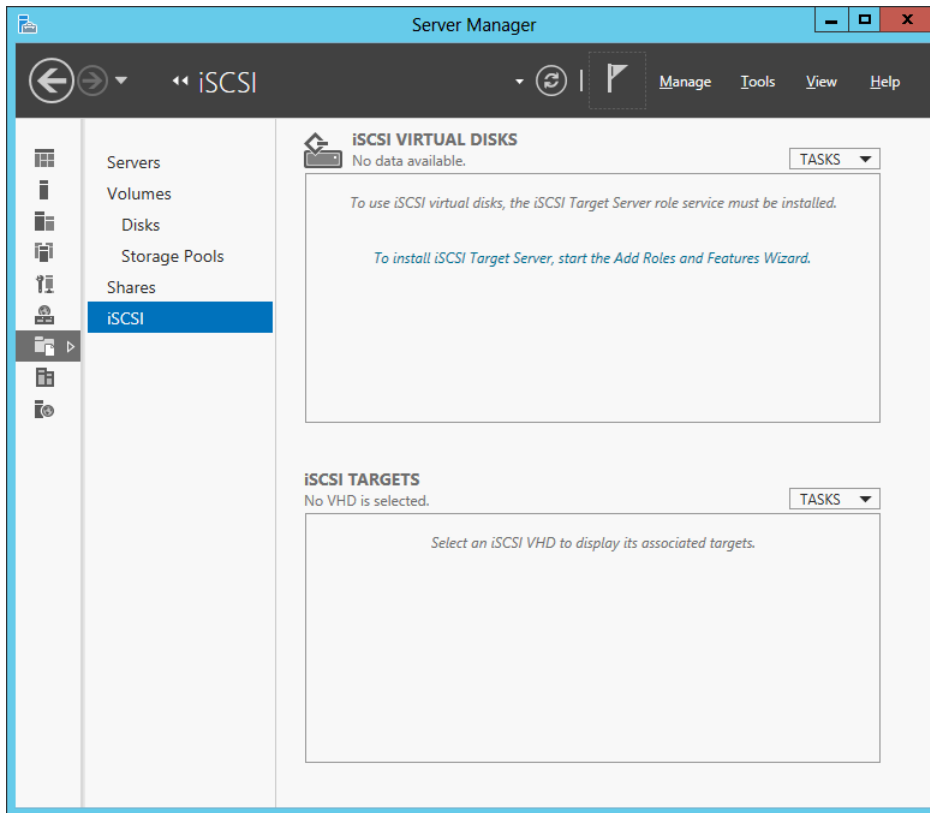 Server Manager
iSCSI
Manage Tools View Help
Servers
Volumes
Disks
Storage Pools
Shares
iSCSI
iSCSI VIRTUAL DISKS
No data available.
TASKS
To use iSCSI virtual disks, the iSCSI Target Server role service must be installed.
To install iSCSI Target Server, start the Add Roles and Features Wizard.
iSCSI TARGETS
No VHD is selected.
TASKS
Select an iSCSI VHD to display its associated targets.